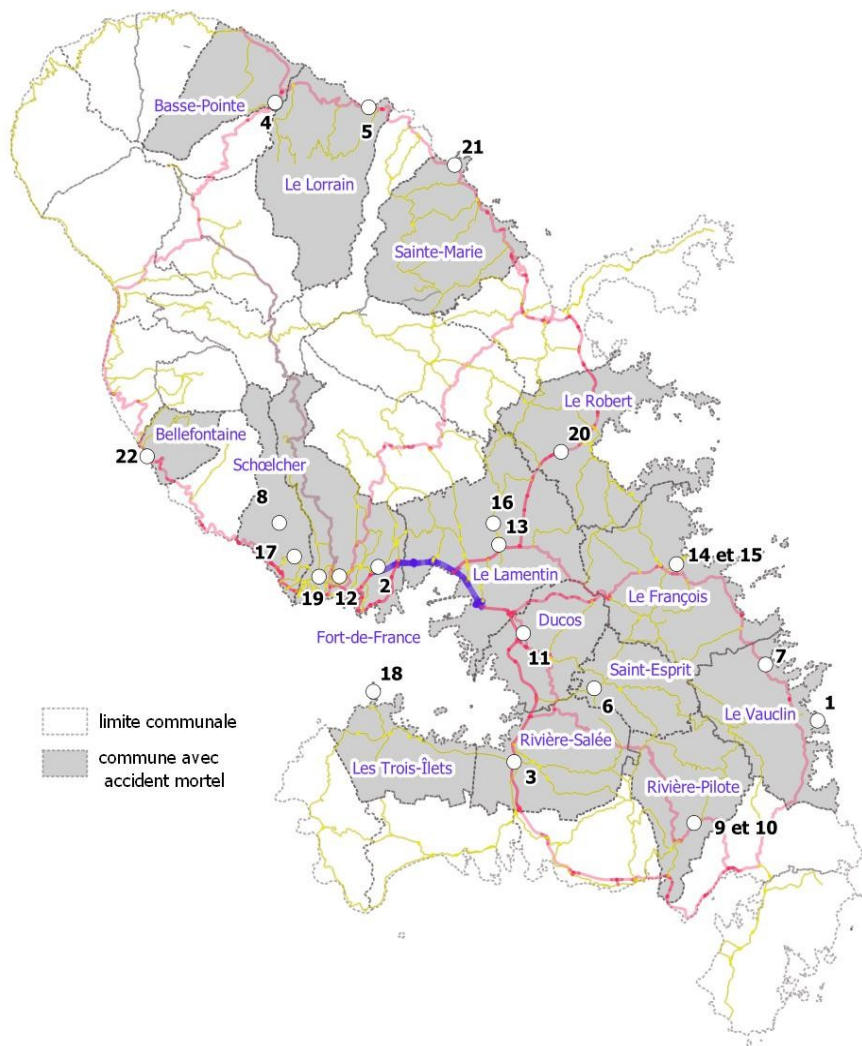 Basse-Pointe
4
5
21
Le Lorrain
Sainte-Marie
Le Robert
20
Bellefontaine
22
Schœlcher
8
16
13
17
14 et 15
2
Le Lamentin
19
12
Le François
Ducos
Fort-de-France
11
7
Saint-Esprit
18
6
1
limite communale
Le Vauclin
Rivière-Salée
commune avec
accident mortel
Les Trois-Îlets
3
Rivière-Pilote
9 et 10